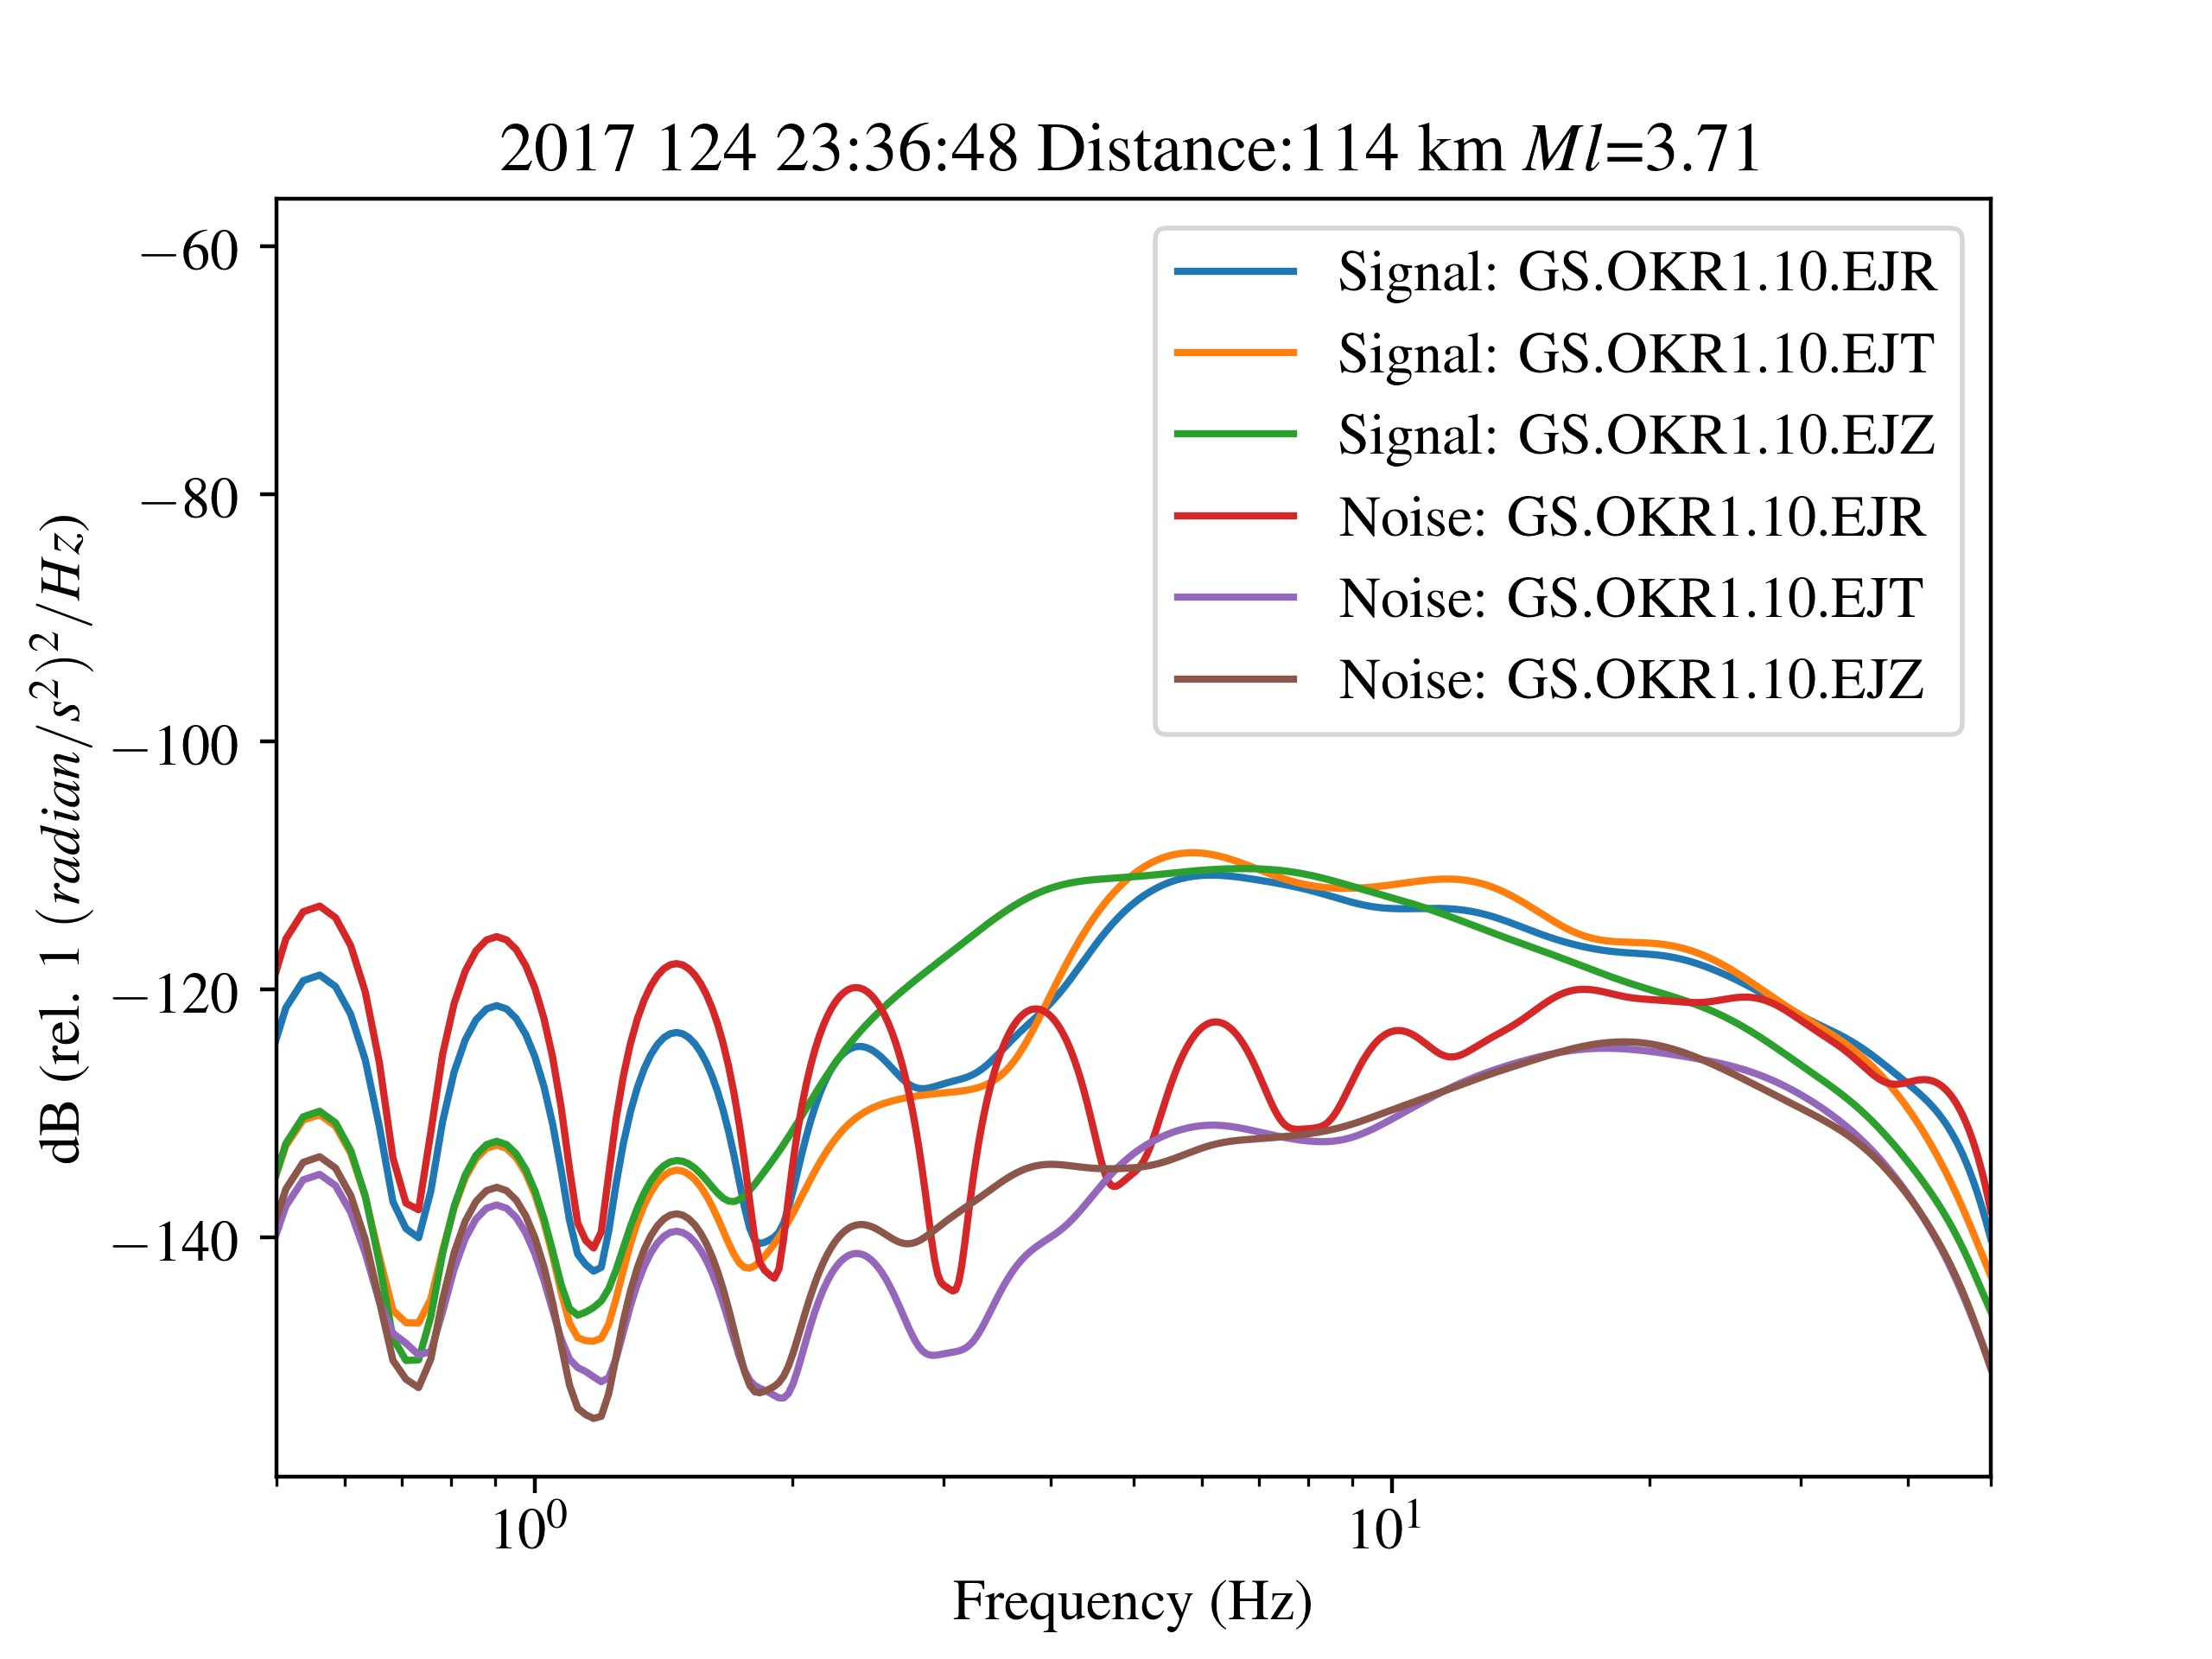 2017 124 23:36:48 Distance:114 km Ml=3.71
−60
−80
−100
−120
−140
dB (rel. 1 (radian/s²)²/Hz)
Signal: GS.OKR1.10.EJR
Signal: GS.OKR1.10.EJT
Signal: GS.OKR1.10.EJZ
Noise: GS.OKR1.10.EJR
Noise: GS.OKR1.10.EJT
Noise: GS.OKR1.10.EJZ
10⁰ 10¹
Frequency (Hz)